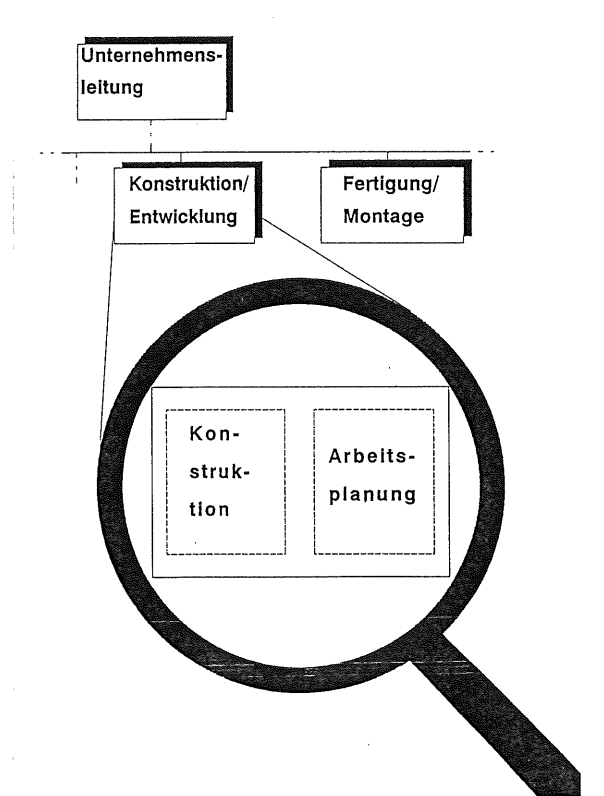 Unternehmens-
leitung
Konstruktion/
Entwicklung
Fertigung/
Montage
Kon-
struk-
tion
Arbeits-
planung